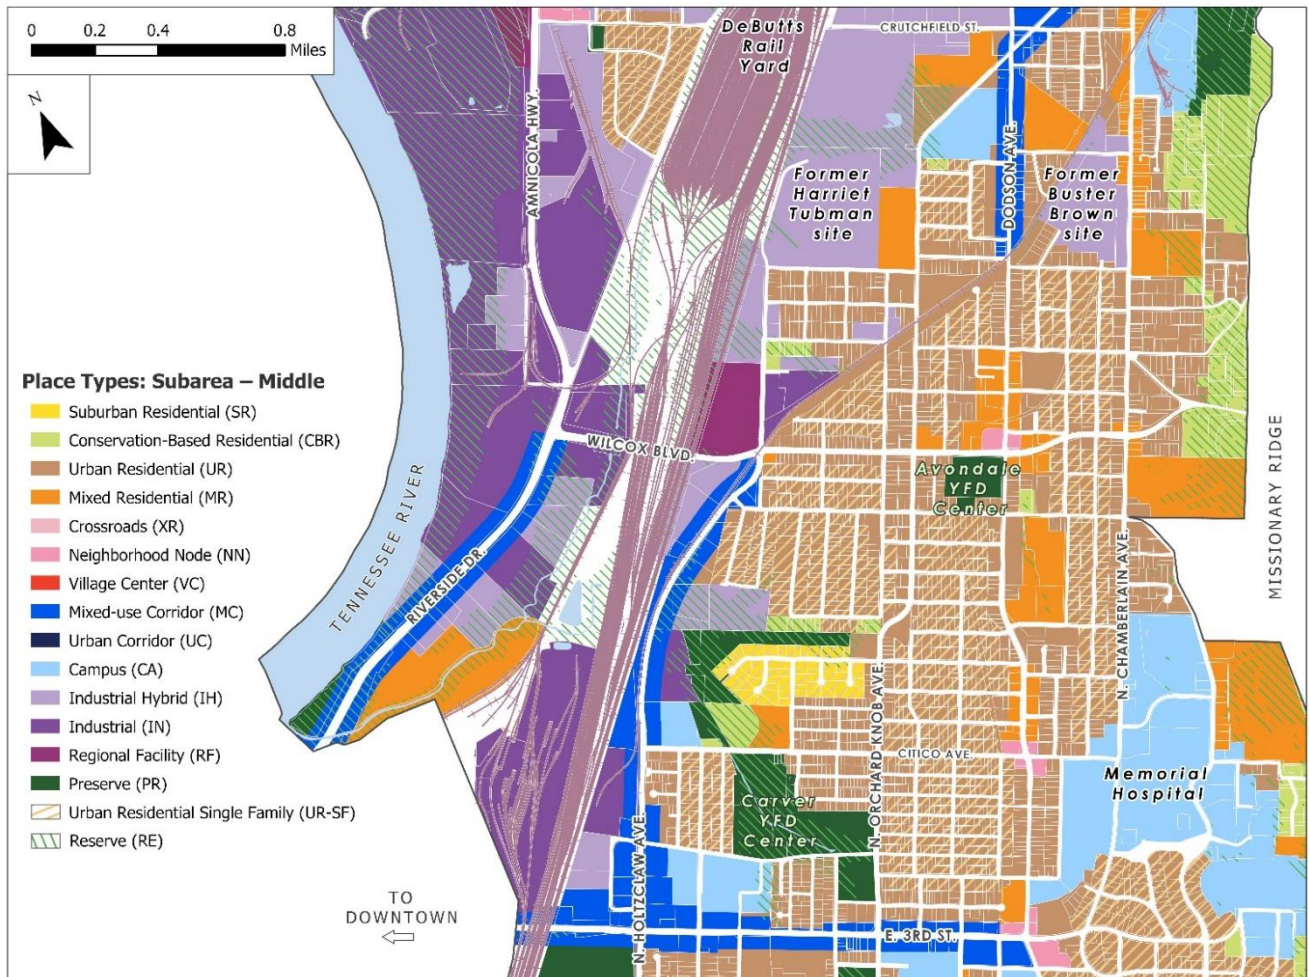 0 0.2 0.4 0.8
Miles
N
DeButts
Rail
Yard
CRUTCHFIELD ST.
AMNICOLA HWY.
DODSON AVE.
Former
Harriet
Tubman
site
Former
Buster
Brown
site
Place Types: Subarea – Middle
Suburban Residential (SR)
Conservation-Based Residential (CBR)
Urban Residential (UR)
Mixed Residential (MR)
Crossroads (XR)
Neighborhood Node (NN)
Village Center (VC)
Mixed-use Corridor (MC)
Urban Corridor (UC)
Campus (CA)
Industrial Hybrid (IH)
Industrial (IN)
Regional Facility (RF)
Preserve (PR)
Urban Residential Single Family (UR-SF)
Reserve (RE)
WILCOX BLVD.
Avondale
YFD
Center
TENNESSEE RIVER
RIVERSIDE DR.
MISSIONARY RIDGE
N. CHAMBERLAIN AVE.
N. ORCHARD KNOB AVE.
CITICO AVE.
Memorial
Hospital
Carver
YFD
Center
N. HOLTZCLAW AVE.
E. 3RD ST.
TO
DOWNTOWN